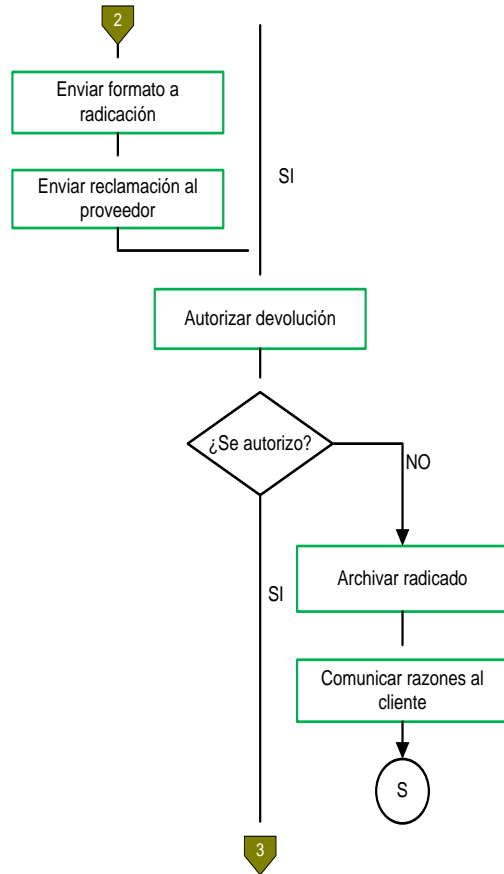 2
Enviar formato a
radicación
Enviar reclamación al
proveedor
SI
Autorizar devolución
¿Se autorizo?
NO
SI
Archivar radicado
Comunicar razones al
cliente
S
3